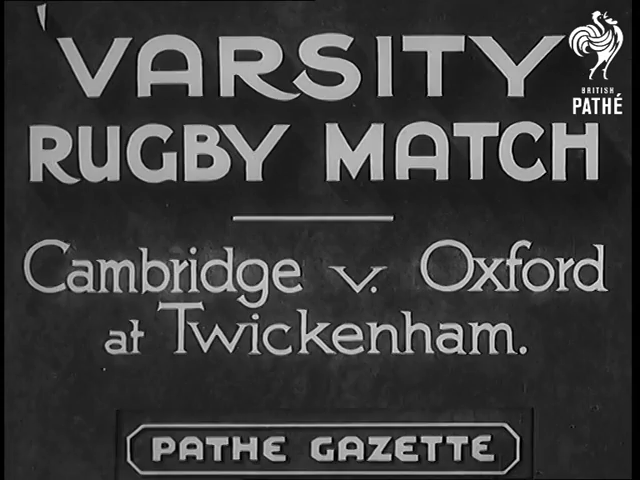 'VARSITY
RUGBY MATCH
Cambridge v. Oxford
at Twickenham.
PATHE GAZETTE
BRITISH
PATHÉ